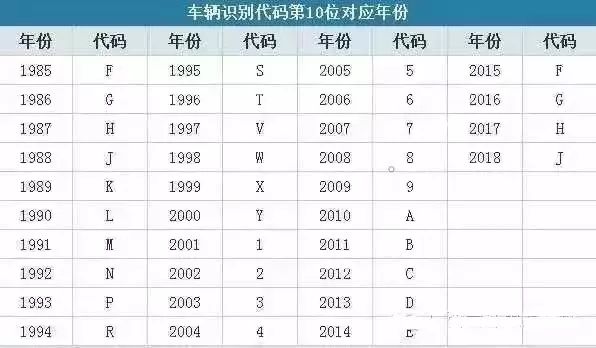 车辆识别代码第10位对应年份
年份 代码 年份 代码 年份 代码 年份 代码
1985 F 1995 S 2005 5 2015 F
1986 G 1996 T 2006 6 2016 G
1987 H 1997 V 2007 7 2017 H
1988 J 1998 W 2008 8 2018 J
1989 K 1999 X 2009 9
1990 L 2000 Y 2010 A
1991 M 2001 1 2011 B
1992 N 2002 2 2012 C
1993 P 2003 3 2013 D
1994 R 2004 4 2014 E